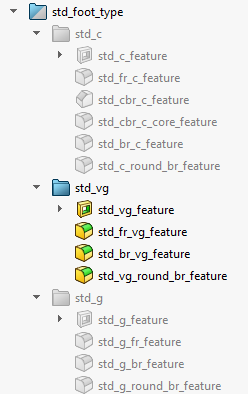 std_foot_type
std_c
std_c_feature
std_fr_c_feature
std_cbr_c_feature
std_cbr_c_core_feature
std_br_c_feature
std_c_round_br_feature
std_vg
std_vg_feature
std_fr_vg_feature
std_br_vg_feature
std_vg_round_br_feature
std_g
std_g_feature
std_g_fr_feature
std_g_br_feature
std_g_round_br_feature